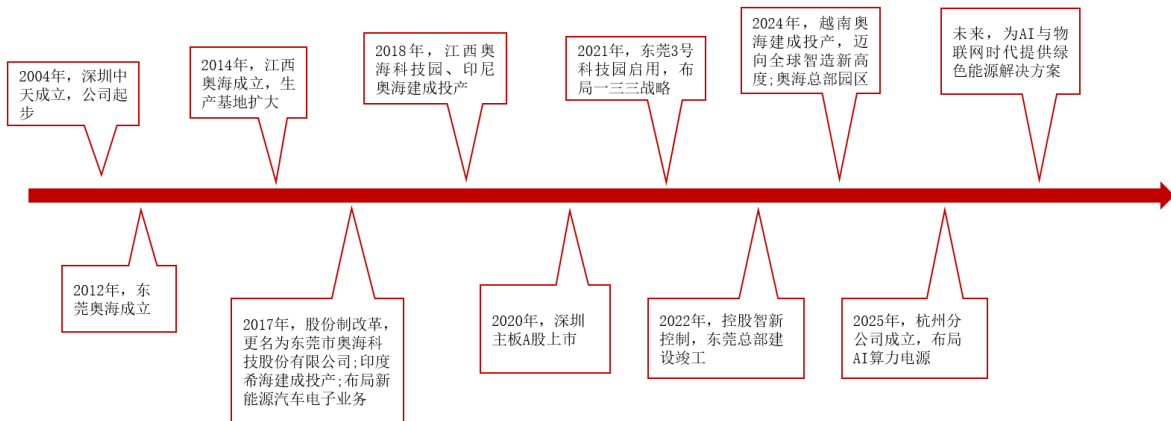 2004年，深圳中
天成立，公司起
步
2012年，东
莞奥海成立
2014年，江西
奥海成立，生
产基地扩大
2017年，股份制改革，
更名为东莞市奥海科
技股份有限公司;印度
希海建成投产;布局新
能源汽车电子业务
2018年，江西奥
海科技园、印尼
奥海建成投产
2020年，深圳
主板A股上市
2021年，东莞3号
科技园启用，布
局一三三战略
2022年，控股智新
控制，东莞总部建
设竣工
2024年，越南奥
海建成投产，迈
向全球智造新高
度;奥海总部园区
2025年，杭州分
公司成立，布局
AI算力电源
未来，为AI与物
联网时代提供绿
色能源解决方案